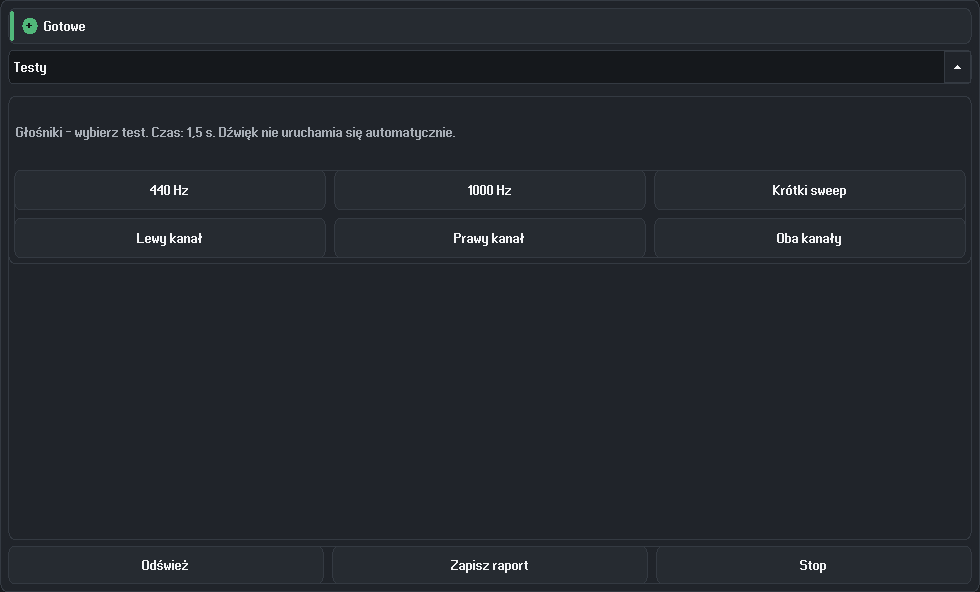 Gotowe
Testy
Głośniki - wybierz test. Czas: 1,5 s. Dźwięk nie uruchamia się automatycznie.
440 Hz 1000 Hz Krótki sweep
Lewy kanał Prawy kanał Oba kanały
Odśwież Zapisz raport Stop